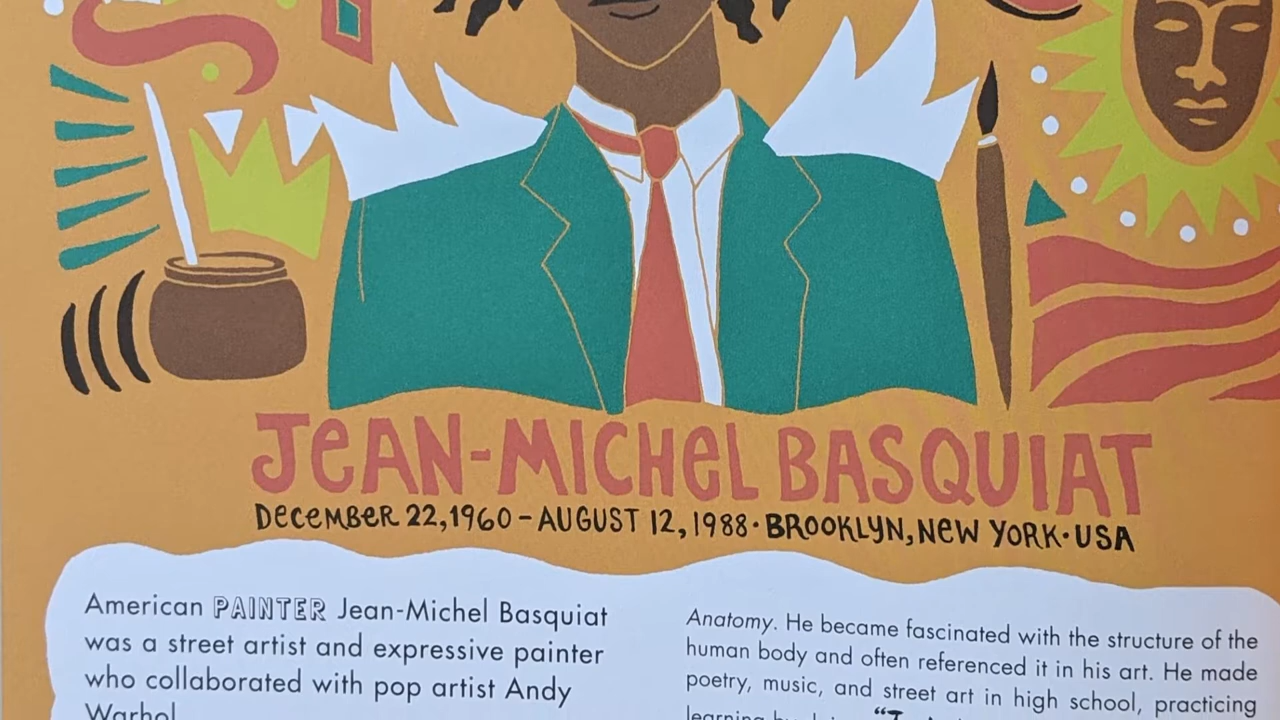 JEAN-MICHEL BASQUIAT
DECEMBER 22, 1960 - AUGUST 12, 1988 · BROOKLYN, NEW YORK · USA
American PAINTER Jean-Michel Basquiat
was a street artist and expressive painter
who collaborated with pop artist Andy
Warhol
Anatomy. He became fascinated with the structure of the
human body and often referenced it in his art. He made
poetry, music, and street art in high school, practicing
learning